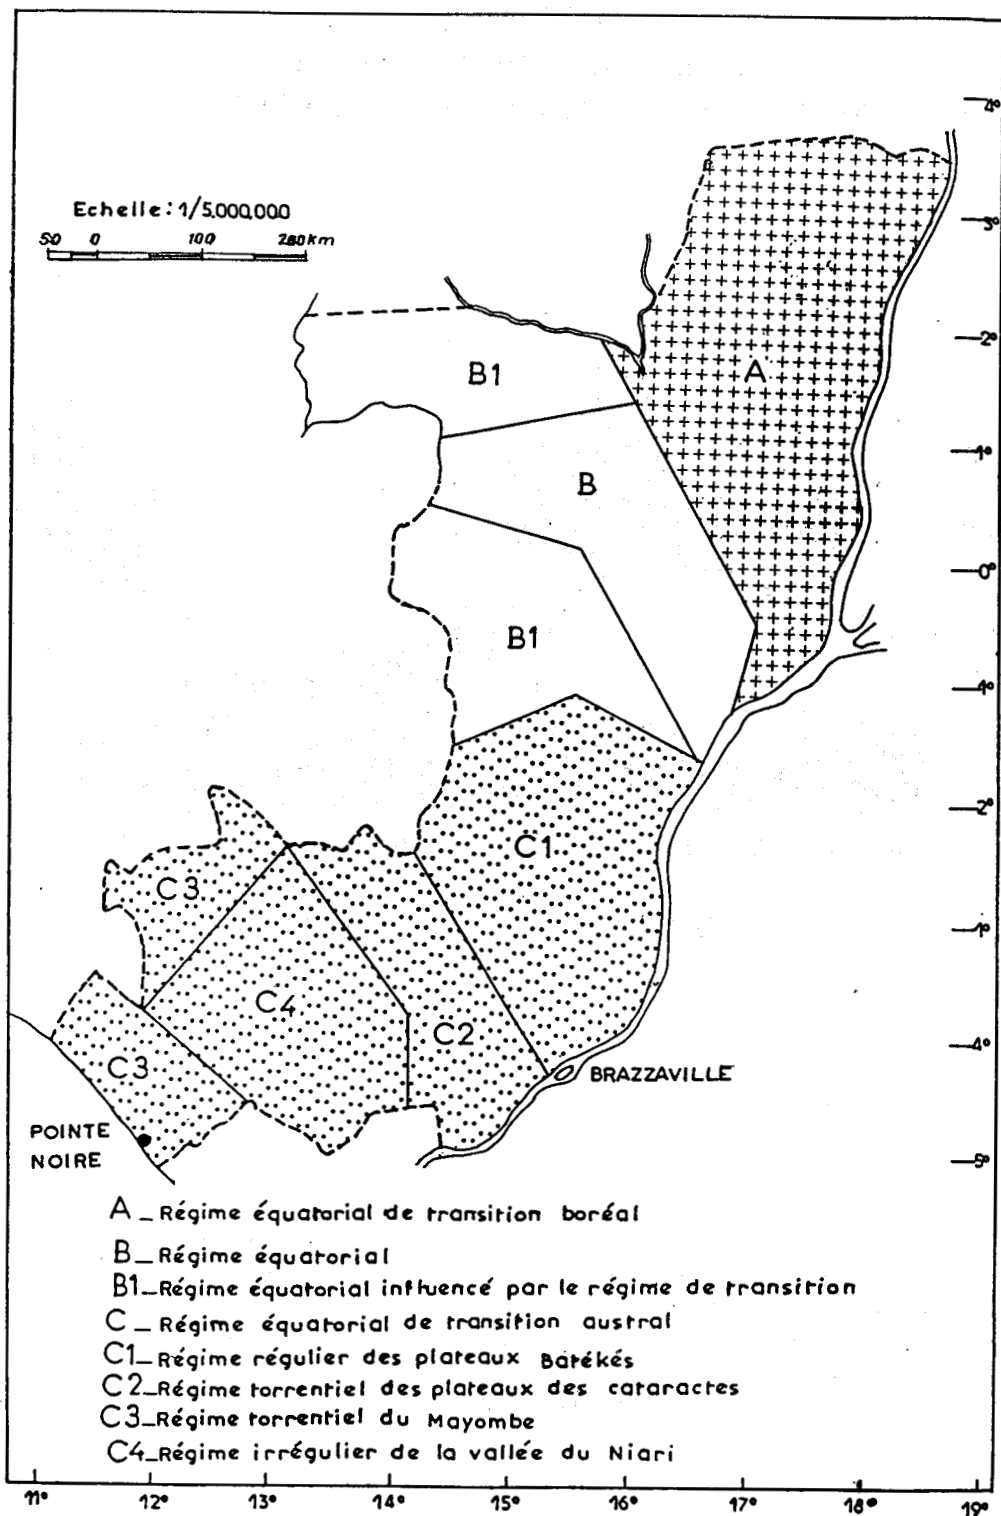 Echelle: 1/5.000.000
50 0 100 200 km
4°
3°
2°
1°
0°
1°
2°
1°
4°
5°
A
B1
B
B1
C1
C3
C4
C2
C3
BRAZZAVILLE
POINTE
NOIRE
A _ Régime équatorial de transition boréal
B _ Régime équatorial
B1 _ Régime équatorial influencé par le régime de transition
C _ Régime équatorial de transition austral
C1 _ Régime régulier des plateaux Batékés
C2 _ Régime torrentiel des plateaux des cataractes
C3 _ Régime torrentiel du Mayombe
C4 _ Régime irrégulier de la vallée du Niari
11° 12° 13° 14° 15° 16° 17° 18° 19°